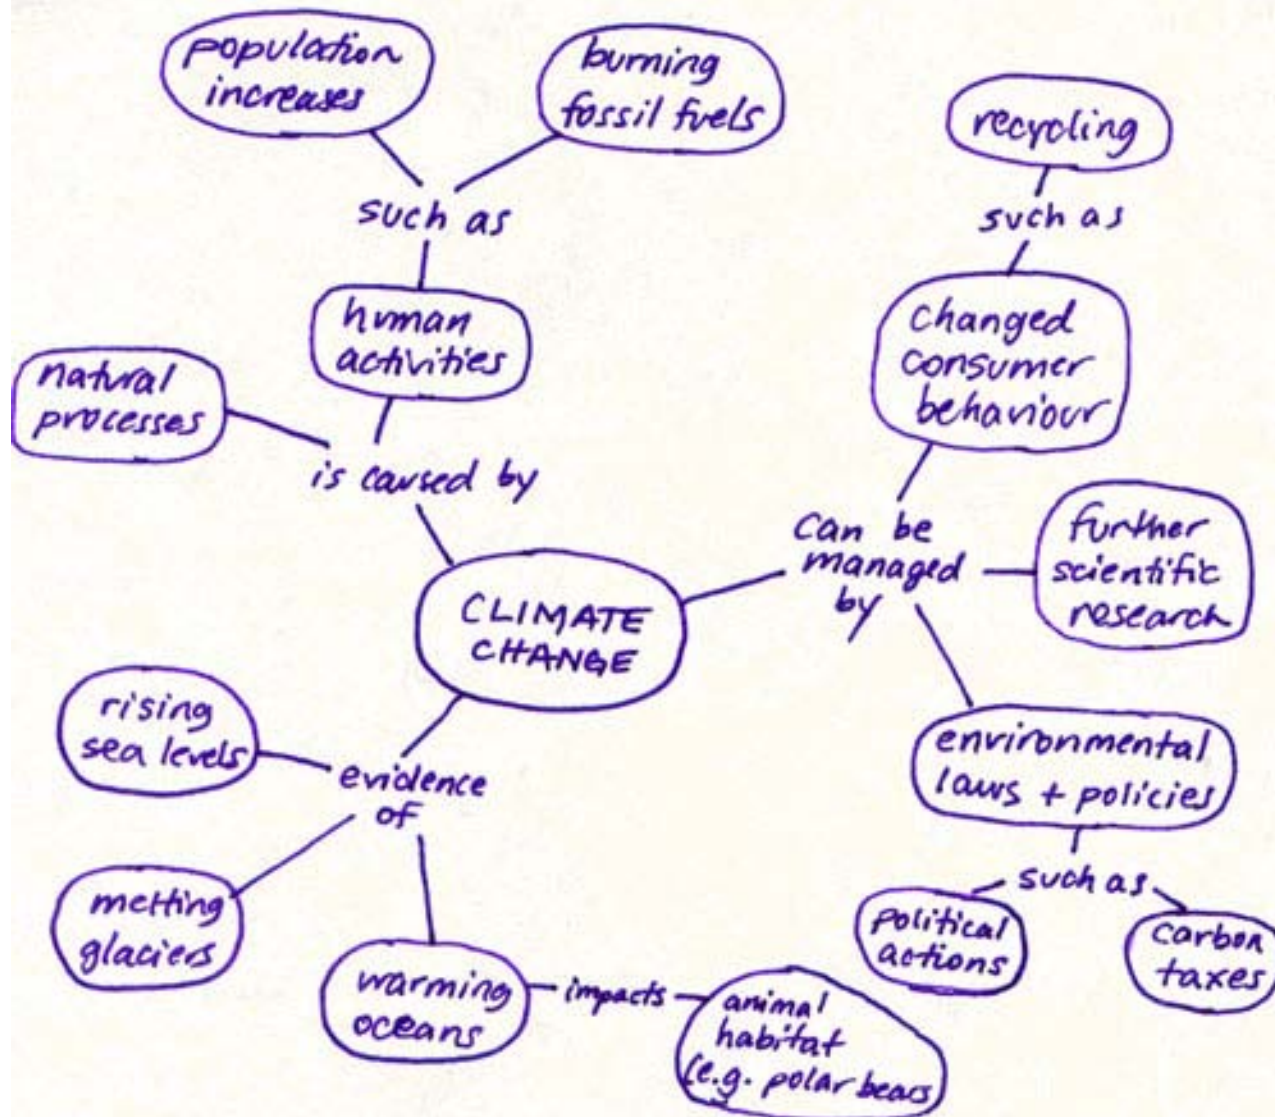 population
increases
burning
fossil fuels
recycling
such as
such as
human
activities
changed
consumer
behaviour
natural
processes
is caused by
can be
managed
by
further
scientific
research
CLIMATE
CHANGE
rising
sea levels
evidence
of
environmental
laws + policies
such as
melting
glaciers
political
actions
carbon
taxes
warming
oceans
impacts
animal
habitat
(e.g. polar bears